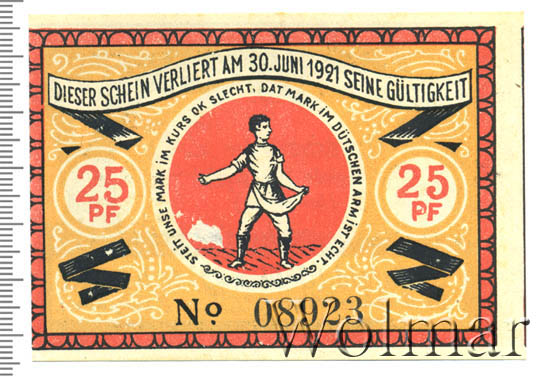 DIESER SCHEIN VERLIERT AM 30. JUNI 1921 SEINE GÜLTIGKEIT
STEIT UNSE MARK IM KURS OK SLECHT, DAT MARK IM DÜTSCHEN ARM IST ECHT.
25
PF
25
PF
No 08923
Wolmar